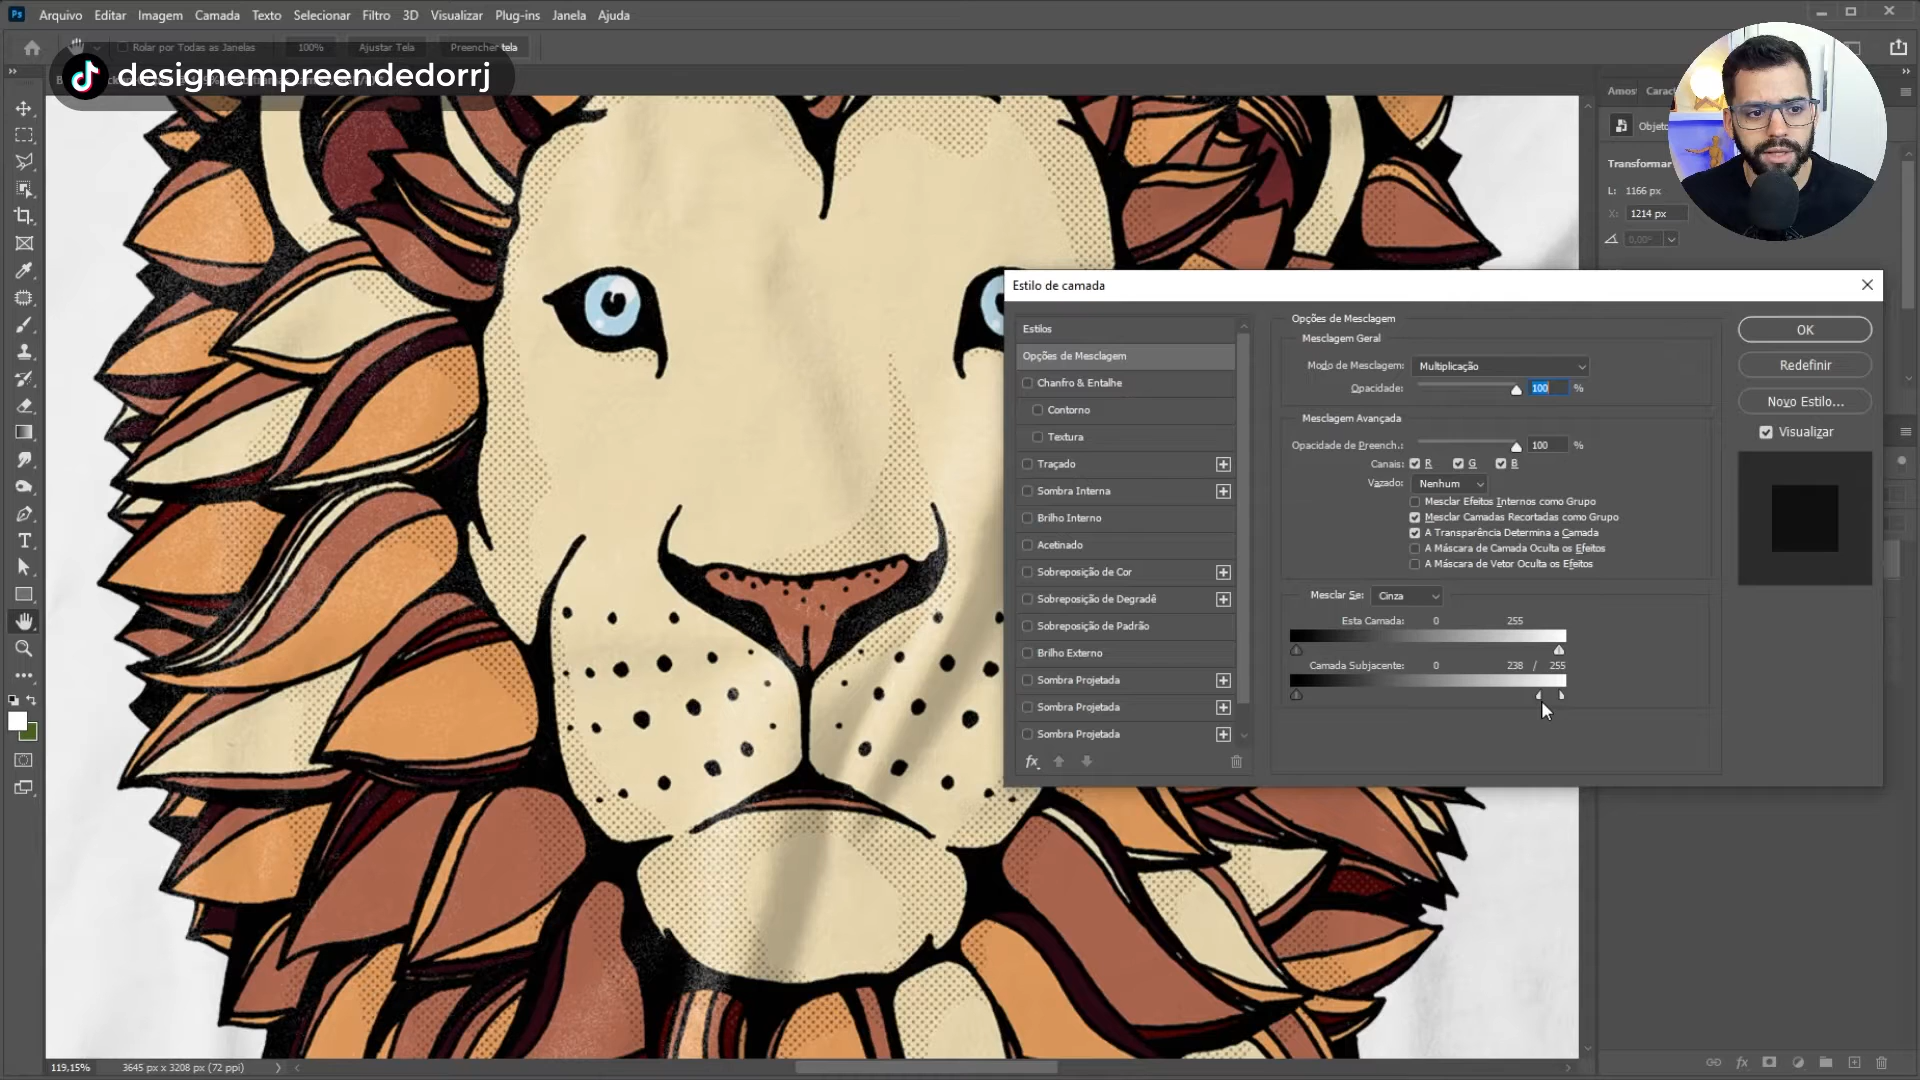 Ps Arquivo Editar Imagem Camada Texto Selecionar Filtro 3D Visualizar Plug-ins Janela Ajuda
Rolar por Todas as Janelas 100% Ajustar Tela Preencher tela
designempreendedorrj
Amos Caract
Objeto
Transformar
L: 1166 px
X: 1214 px
0,00°
Estilo de camada
Estilos
Opções de Mesclagem
Chanfro & Entalhe
Contorno
Textura
Traçado
Sombra Interna
Brilho Interno
Acetinado
Sobreposição de Cor
Sobreposição de Degradê
Sobreposição de Padrão
Brilho Externo
Sombra Projetada
Sombra Projetada
Sombra Projetada
fx
Opções de Mesclagem
Mesclagem Geral
Modo de Mesclagem: Multiplicação
Opacidade: 100 %
Mesclagem Avançada
Opacidade de Preench.: 100 %
Canais: R G B
Vazado: Nenhum
Mesclar Efeitos Internos como Grupo
Mesclar Camadas Recortadas como Grupo
A Transparência Determina a Camada
A Máscara de Camada Oculta os Efeitos
A Máscara de Vetor Oculta os Efeitos
Mesclar Se: Cinza
Esta Camada: 0 255
Camada Subjacente: 0 238 / 255
OK
Redefinir
Novo Estilo...
Visualizar
119,15% 3645 px x 3208 px (72 ppi)
fx